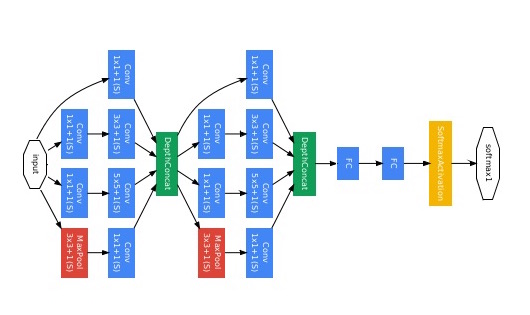 input
Conv
1x1+1(S)
Conv
1x1+1(S)
Conv
1x1+1(S)
MaxPool
3x3+1(S)
Conv
3x3+1(S)
Conv
5x5+1(S)
Conv
1x1+1(S)
DepthConcat
Conv
1x1+1(S)
Conv
1x1+1(S)
Conv
1x1+1(S)
MaxPool
3x3+1(S)
Conv
3x3+1(S)
Conv
5x5+1(S)
Conv
1x1+1(S)
DepthConcat
FC
FC
SoftmaxActivation
softmax1